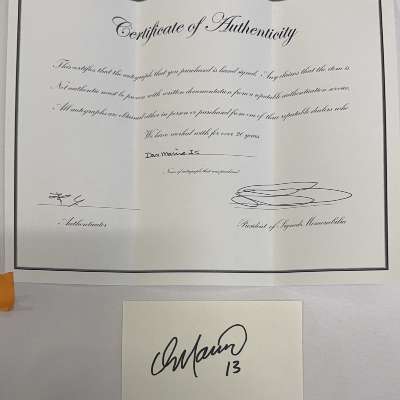 Certificate of Authenticity
This certifies that the autograph that you purchased is hand signed. Any claims that the item is
Not authentic must be proven with written documentation from a reputable authentication service.
All autographs are obtained either in person or purchased from one of three reputable dealers who
We have worked with for over 20 years
Dan Marino
Name of autograph that was purchased
Authenticator
President of Signed Memorabilia
13